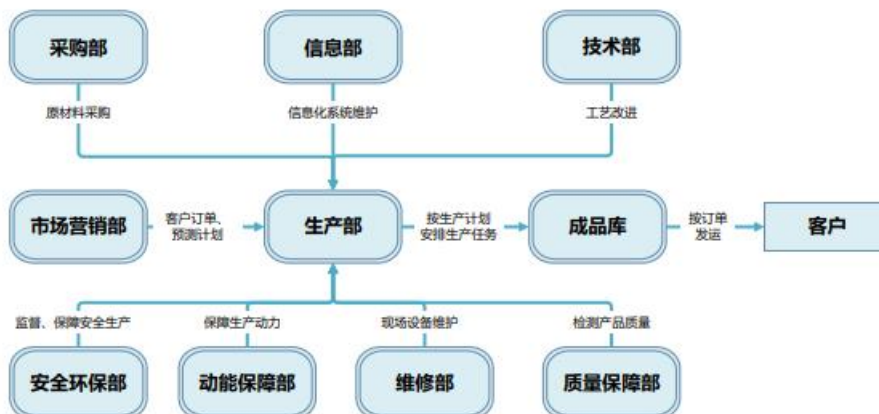 采购部
信息部
技术部
原材料采购
信息化系统维护
工艺改进
市场营销部
客户订单、
预测计划
生产部
按生产计划
安排生产任务
成品库
按订单
发运
客户
监督、保障安全生产
保障生产动力
现场设备维护
检测产品质量
安全环保部
动能保障部
维修部
质量保障部